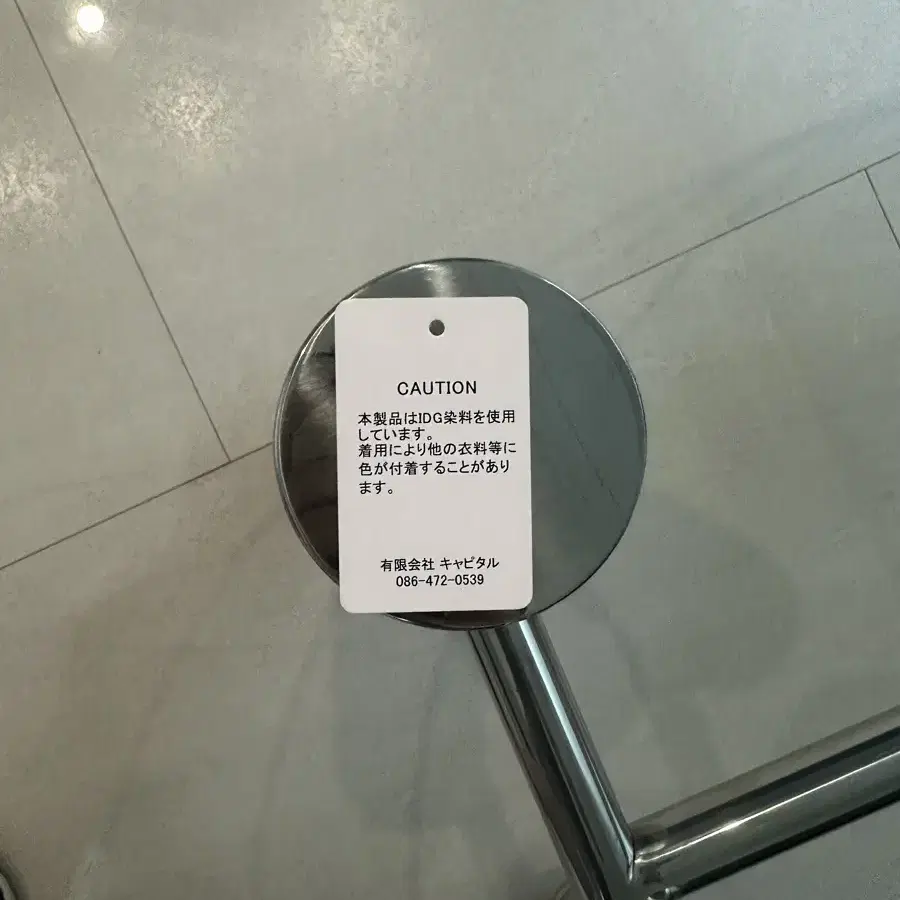 CAUTION
本製品はIDG染料を使用
しています。
着用により他の衣料等に
色が付着することがあり
ます。
有限会社 キャピタル
086-472-0539